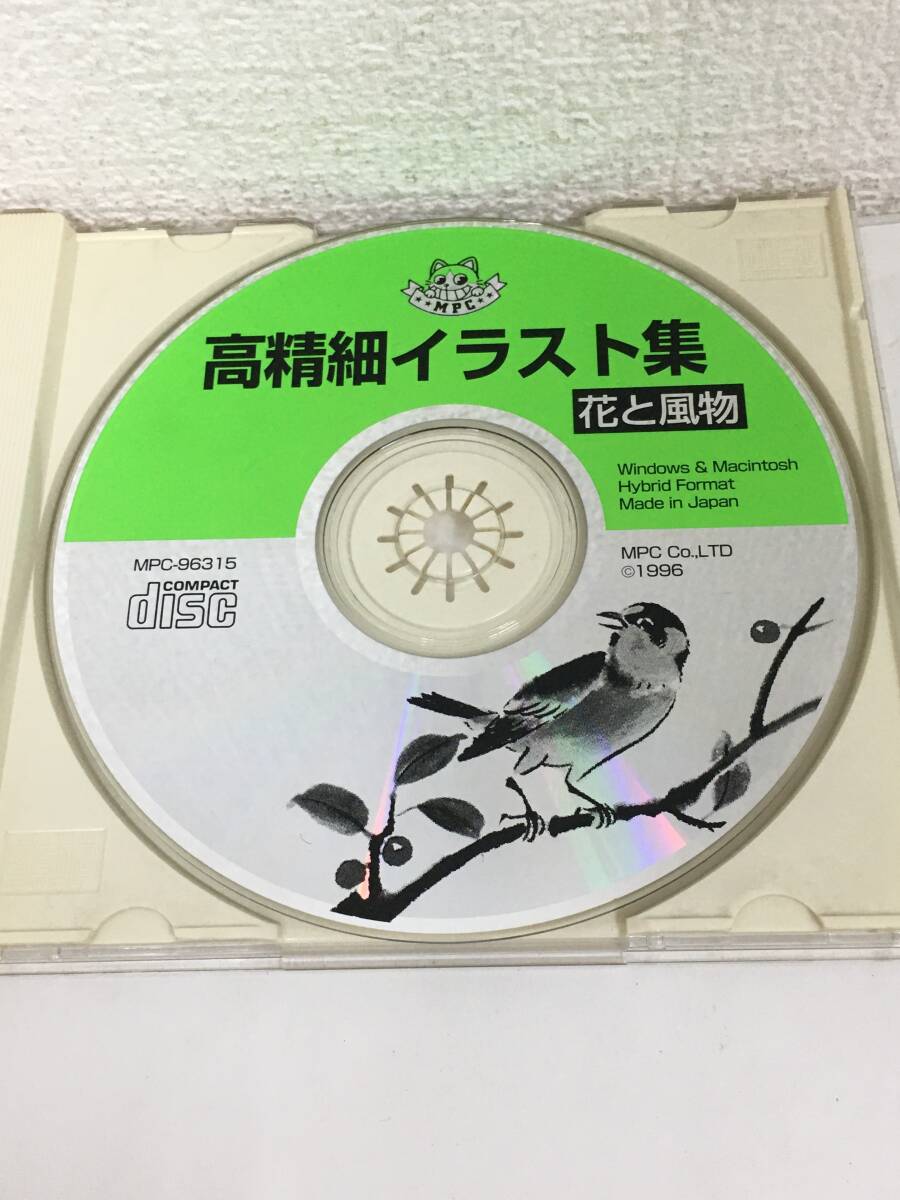 MPC
高精細イラスト集
花と風物
Windows & Macintosh
Hybrid Format
Made in Japan
MPC-96315
COMPACT
disc
MPC Co.,LTD
©1996